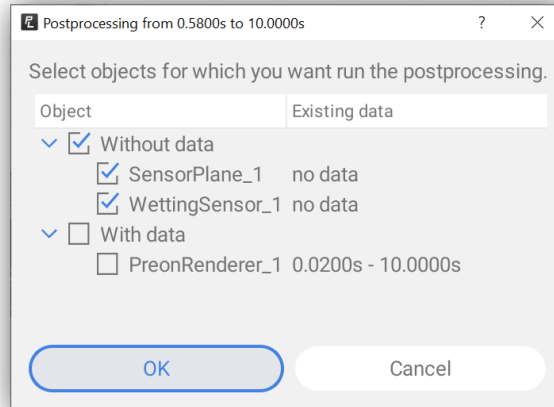 PL Postprocessing from 0.5800s to 10.0000s ? ×
Select objects for which you want run the postprocessing.
Object Existing data
Without data
SensorPlane_1 no data
WettingSensor_1 no data
With data
PreonRenderer_1 0.0200s - 10.0000s
OK Cancel